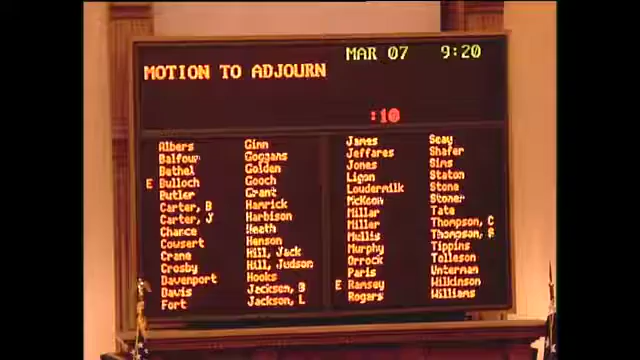 MAR 07 9:20
MOTION TO ADJOURN
:10
Albers
Balfour
Bethel
E Bulloch
Butler
Carter, B
Carter, J
Chance
Cowsert
Crane
Crosby
Davenport
Davis
Fort
Ginn
Goggans
Golden
Gooch
Grant
Hamrick
Harbison
Heath
Henson
Hill, Jack
Hill, Judson
Hooks
Jackson, B
Jackson, L
James
Jeffares
Jones
Ligon
Loudermilk
McKoon
Millar
Miller
Mullis
Murphy
Orrock
Paris
E Ramsey
Rogers
Seay
Shafer
Sims
Staton
Stone
Stoner
Tate
Thompson, C
Thompson, S
Tippins
Tolleson
Unterman
Wilkinson
Williams